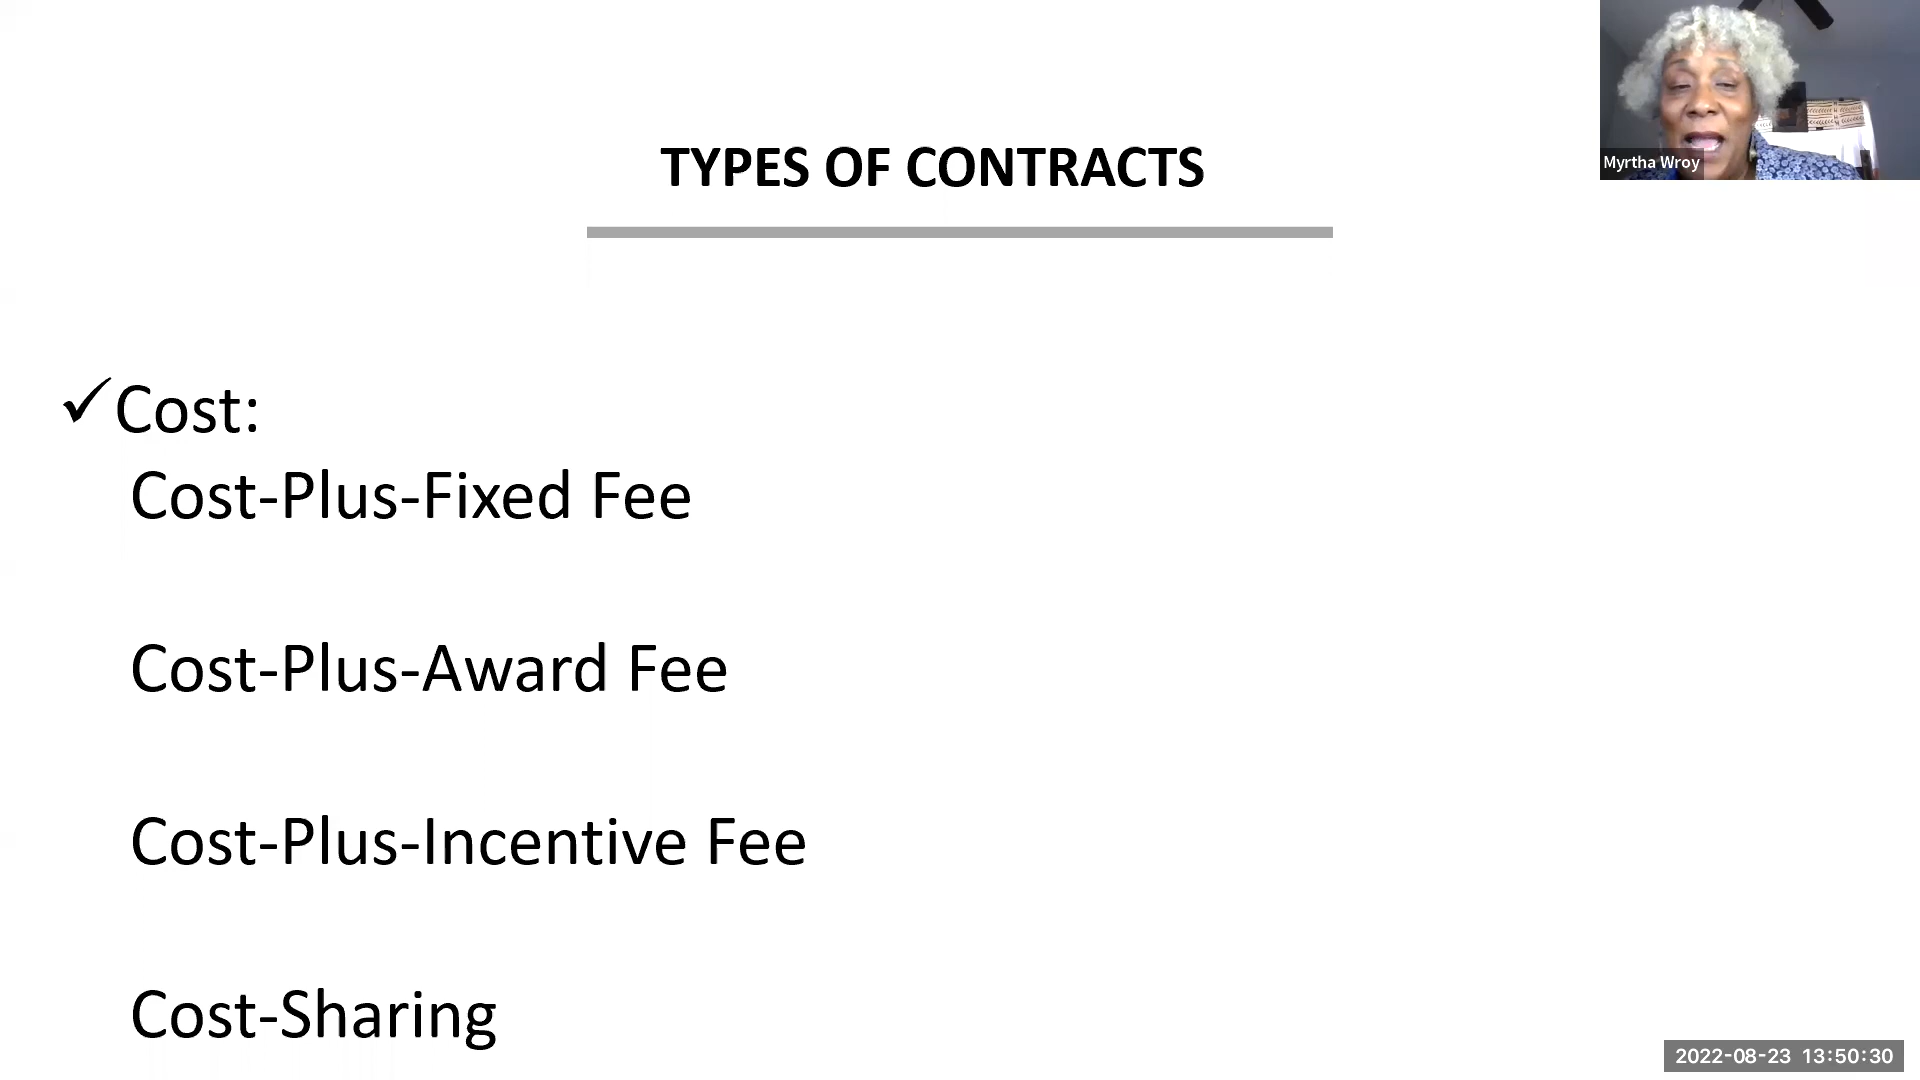 TYPES OF CONTRACTS
Myrtha Wroy
✓Cost:
Cost-Plus-Fixed Fee
Cost-Plus-Award Fee
Cost-Plus-Incentive Fee
Cost-Sharing
2022-08-23 13:50:30